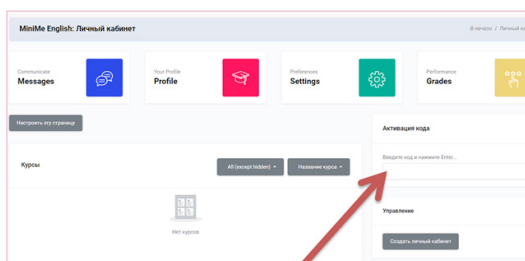 MiniMe English: Личный кабинет
В начало / Личный ка
Communicate
Messages
Your Profile
Profile
Preferences
Settings
Performance
Grades
Настроить эту страницу
Активация кода
Введите код и нажмите Enter...
Курсы
All (except hidden)
Название курса
Нет курсов
Управление
Создать личный кабинет